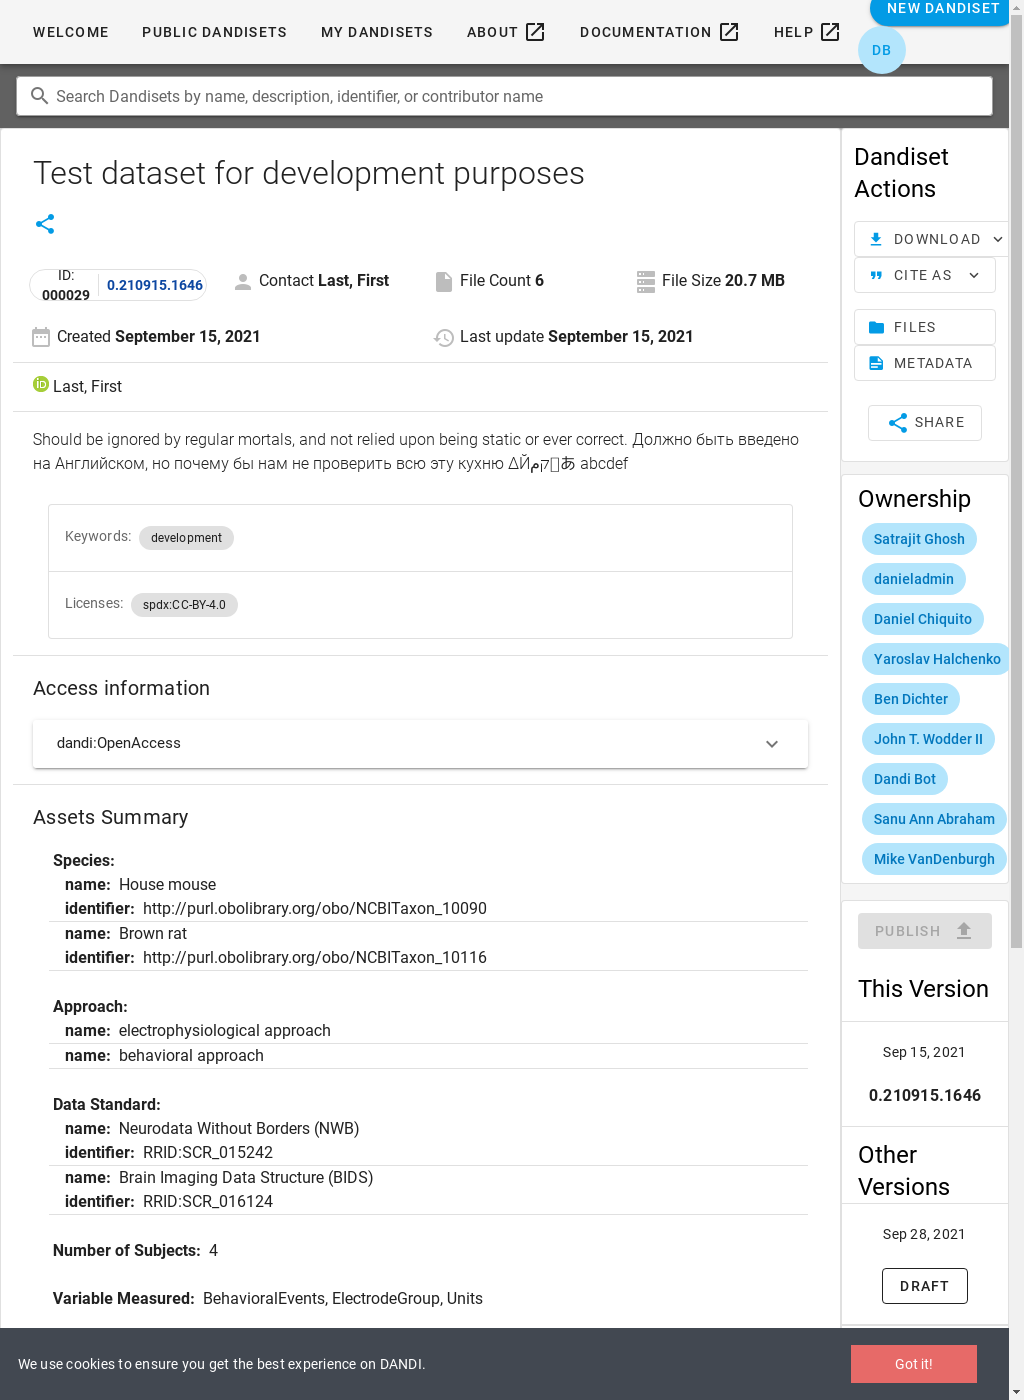 WELCOME PUBLIC DANDISETS MY DANDISETS ABOUT DOCUMENTATION HELP NEW DANDISET
DB
Search Dandisets by name, description, identifier, or contributor name
Test dataset for development purposes
ID: 000029 0.210915.1646 Contact Last, First File Count 6 File Size 20.7 MB
Created September 15, 2021 Last update September 15, 2021
iD Last, First
Should be ignored by regular mortals, and not relied upon being static or ever correct. Должно быть введено
на Английском, но почему бы нам не проверить всю эту кухню ΔЙקم あ abcdef
Keywords: development
Licenses: spdx:CC-BY-4.0
Access information
dandi:OpenAccess
Assets Summary
Species:
name: House mouse
identifier: http://purl.obolibrary.org/obo/NCBITaxon_10090
name: Brown rat
identifier: http://purl.obolibrary.org/obo/NCBITaxon_10116
Approach:
name: electrophysiological approach
name: behavioral approach
Data Standard:
name: Neurodata Without Borders (NWB)
identifier: RRID:SCR_015242
name: Brain Imaging Data Structure (BIDS)
identifier: RRID:SCR_016124
Number of Subjects: 4
Variable Measured: BehavioralEvents, ElectrodeGroup, Units
Dandiset
Actions
DOWNLOAD
CITE AS
FILES
METADATA
SHARE
Ownership
Satrajit Ghosh
danieladmin
Daniel Chiquito
Yaroslav Halchenko
Ben Dichter
John T. Wodder II
Dandi Bot
Sanu Ann Abraham
Mike VanDenburgh
PUBLISH
This Version
Sep 15, 2021
0.210915.1646
Other
Versions
Sep 28, 2021
DRAFT
We use cookies to ensure you get the best experience on DANDI.
Got it!